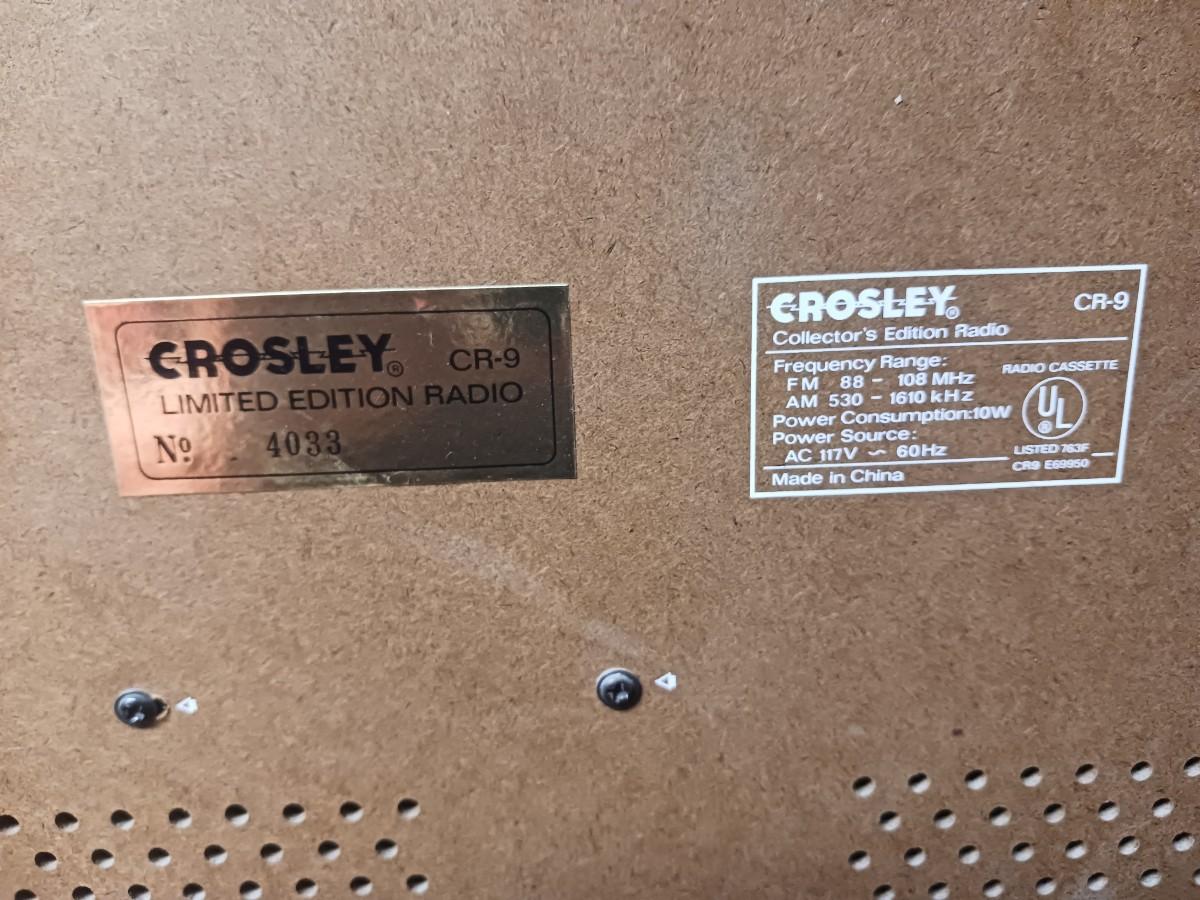 CROSLEY® CR-9
LIMITED EDITION RADIO
Nº 4033
CROSLEY® CR-9
Collector's Edition Radio
Frequency Range:
FM 88 - 108 MHz
AM 530 - 1610 kHz
Power Consumption:10W
Power Source:
AC 117V ~ 60Hz
Made in China
RADIO CASSETTE
UL ®
LISTED 763F
CR9 E69950